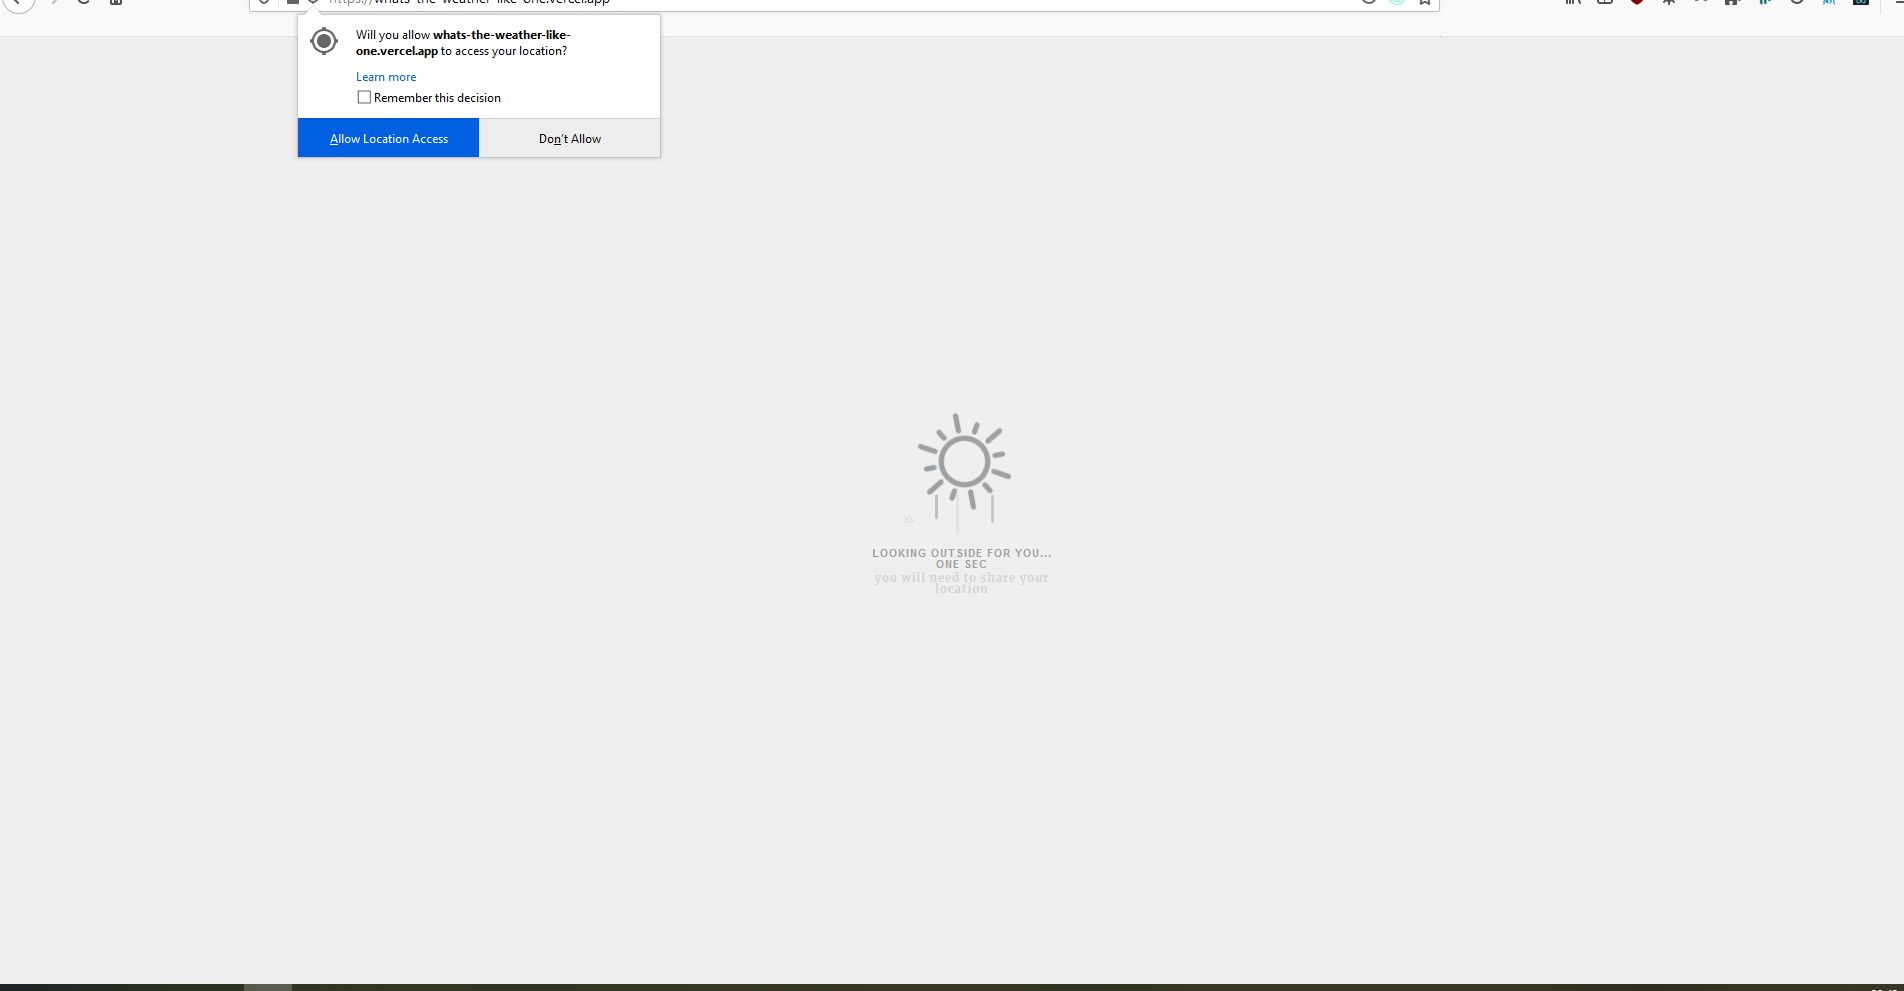 https://whats-the-weather-like-one.vercel.app
Will you allow whats-the-weather-like-
one.vercel.app to access your location?
Learn more
Remember this decision
Allow Location Access
Don't Allow
LOOKING OUTSIDE FOR YOU...
ONE SEC
you will need to share your
location